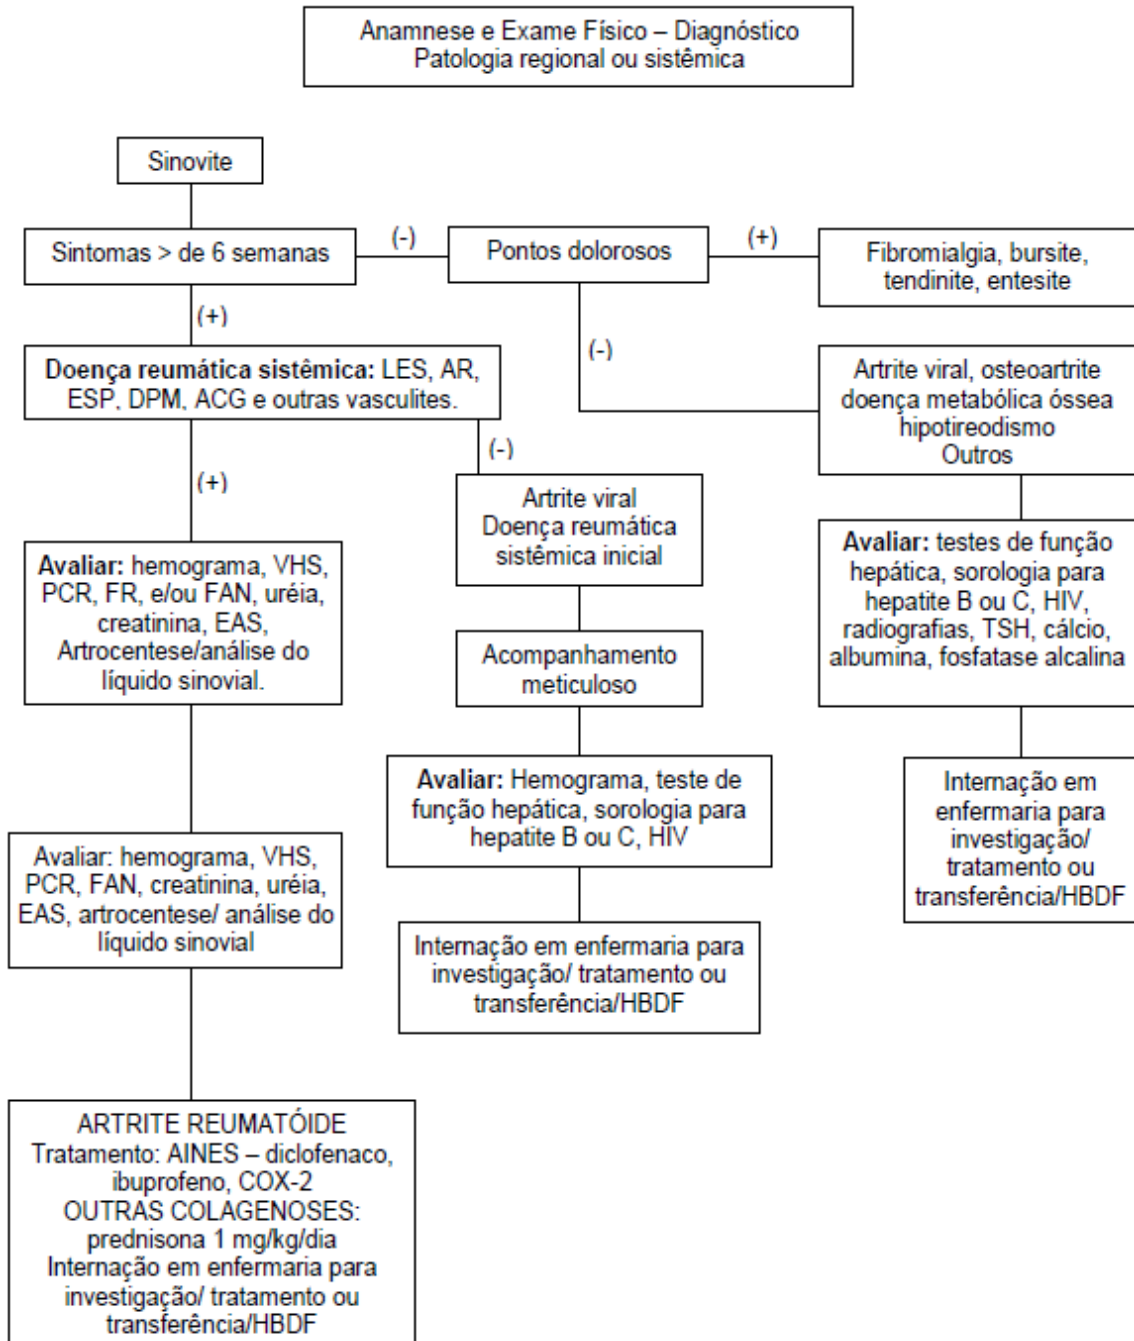 Anamnese e Exame Físico – Diagnóstico
Patologia regional ou sistêmica
Sinovite
Sintomas > de 6 semanas
(-)
Pontos dolorosos
(+)
Fibromialgia, bursite,
tendinite, entesite
(+)
(-)
Doença reumática sistêmica: LES, AR,
ESP, DPM, ACG e outras vasculites.
Artrite viral, osteoartrite
doença metabólica óssea
hipotireodismo
Outros
(+)
(-)
Artrite viral
Doença reumática
sistêmica inicial
Avaliar: hemograma, VHS,
PCR, FR, e/ou FAN, uréia,
creatinina, EAS,
Artrocentese/análise do
líquido sinovial.
Avaliar: testes de função
hepática, sorologia para
hepatite B ou C, HIV,
radiografias, TSH, cálcio,
albumina, fosfatase alcalina
Acompanhamento
meticuloso
Avaliar: Hemograma, teste de
função hepática, sorologia para
hepatite B ou C, HIV
Internação em
enfermaria para
investigação/
tratamento ou
transferência/HBDF
Avaliar: hemograma, VHS,
PCR, FAN, creatinina, uréia,
EAS, artrocentese/ análise do
líquido sinovial
Internação em enfermaria para
investigação/ tratamento ou
transferência/HBDF
ARTRITE REUMATÓIDE
Tratamento: AINES – diclofenaco,
ibuprofeno, COX-2
OUTRAS COLAGENOSES:
prednisona 1 mg/kg/dia
Internação em enfermaria para
investigação/ tratamento ou
transferência/HBDF